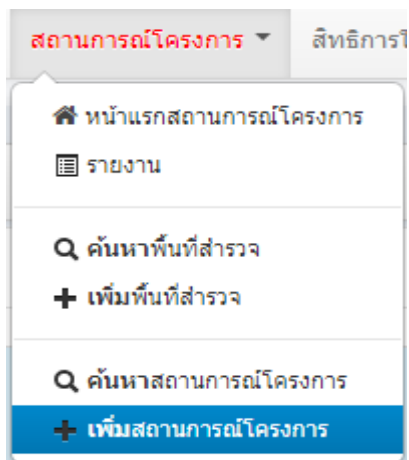 สถานการณ์โครงการ สิทธิการ
หน้าแรกสถานการณ์โครงการ
รายงาน
ค้นหาพื้นที่สำรวจ
เพิ่มพื้นที่สำรวจ
ค้นหาสถานการณ์โครงการ
เพิ่มสถานการณ์โครงการ